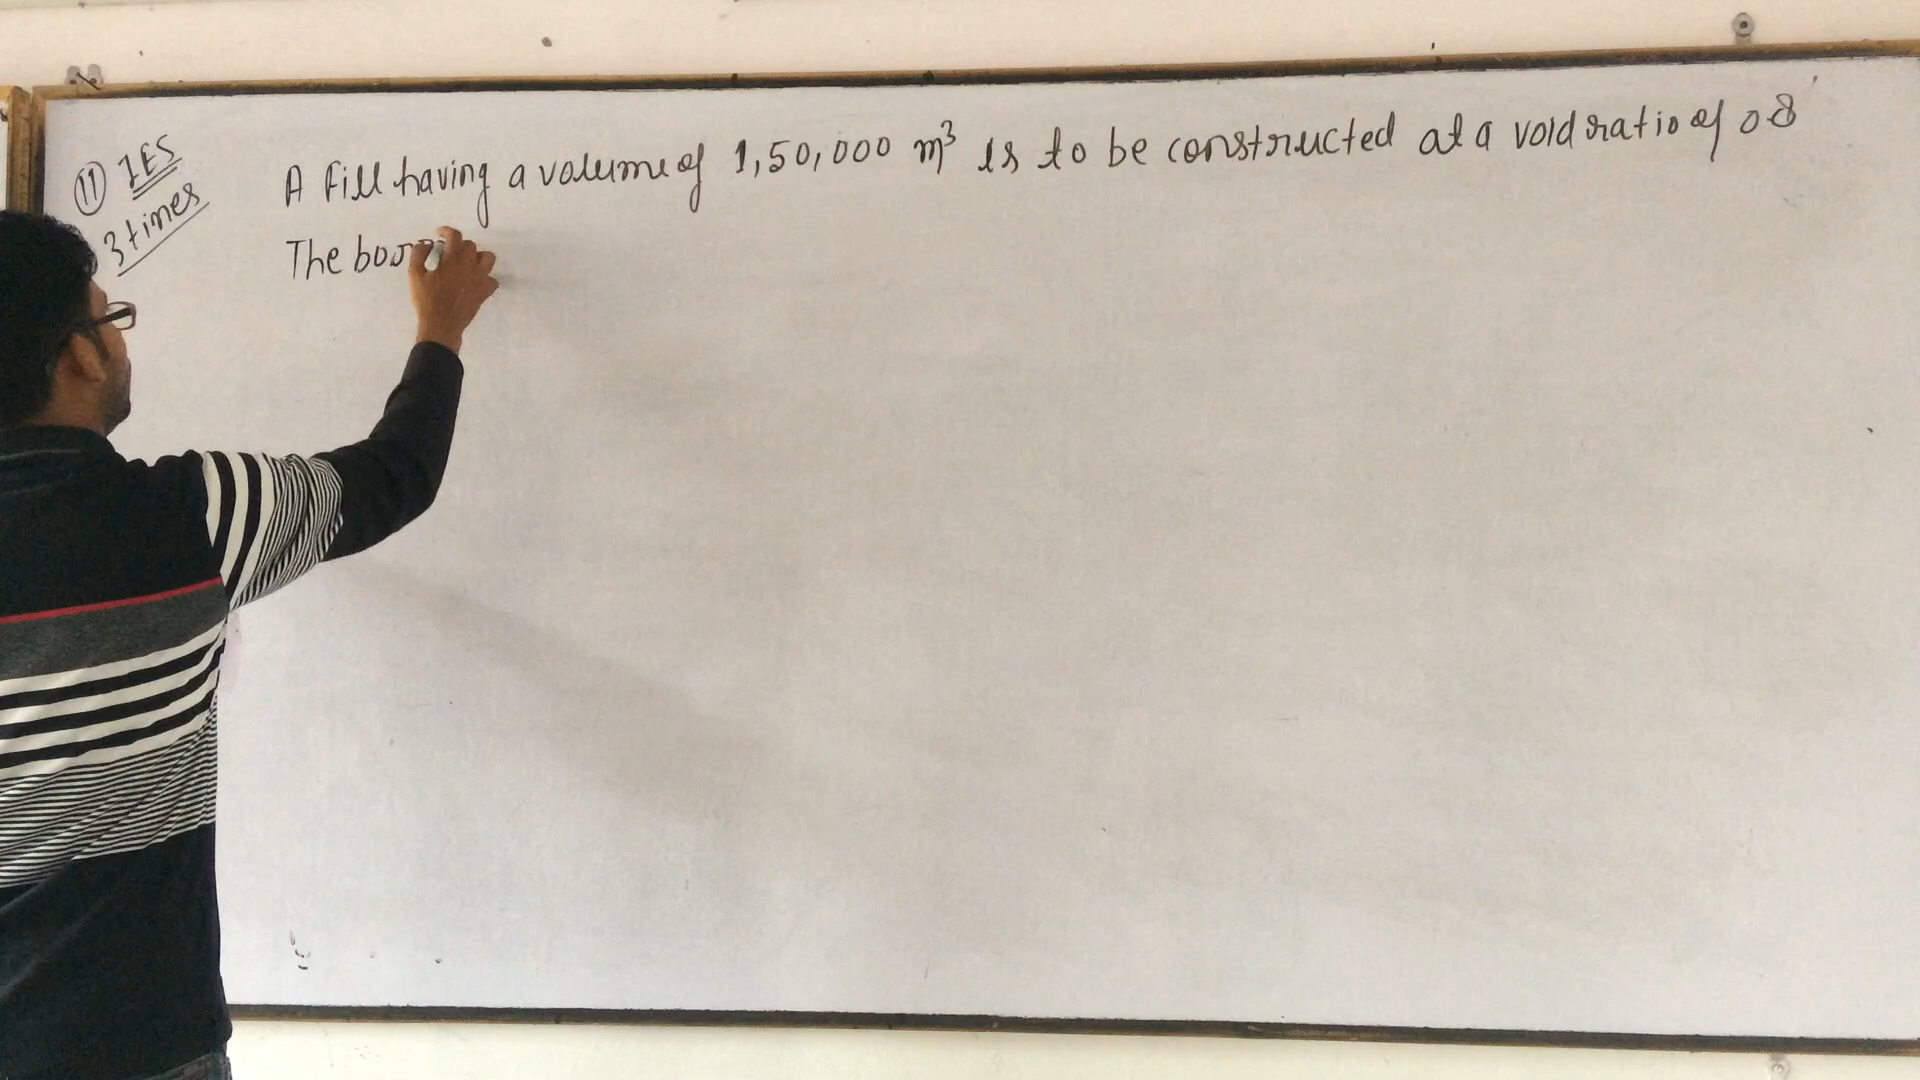 11 IES
3 times
A fill having a volume of 1,50,000 m³ is to be constructed at a void ratio of 0.8
The